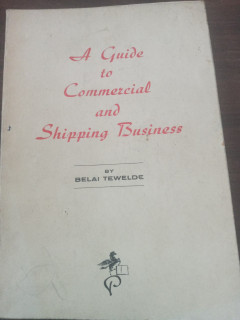 A Guide
to
Commercial
and
Shipping Business
BY
BELAI TEWELDE